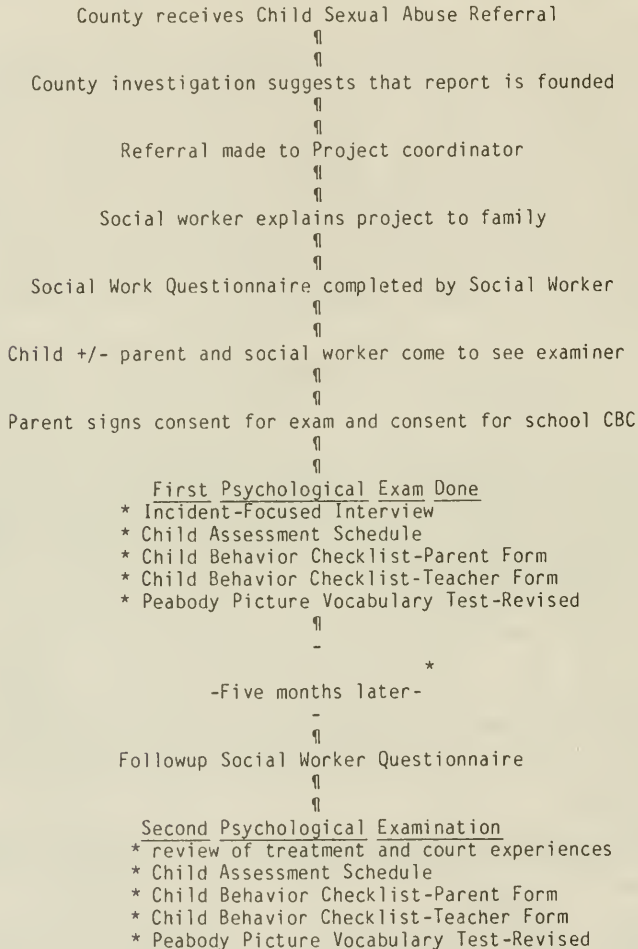 County receives Child Sexual Abuse Referral
¶
¶
County investigation suggests that report is founded
¶
¶
Referral made to Project coordinator
¶
¶
Social worker explains project to family
¶
¶
Social Work Questionnaire completed by Social Worker
¶
¶
Child +/- parent and social worker come to see examiner
¶
¶
Parent signs consent for exam and consent for school CBC
¶
¶
First Psychological Exam Done
* Incident-Focused Interview
* Child Assessment Schedule
* Child Behavior Checklist-Parent Form
* Child Behavior Checklist-Teacher Form
* Peabody Picture Vocabulary Test-Revised
¶
-
*
-Five months later-
-
¶
Followup Social Worker Questionnaire
¶
¶
Second Psychological Examination
* review of treatment and court experiences
* Child Assessment Schedule
* Child Behavior Checklist-Parent Form
* Child Behavior Checklist-Teacher Form
* Peabody Picture Vocabulary Test-Revised